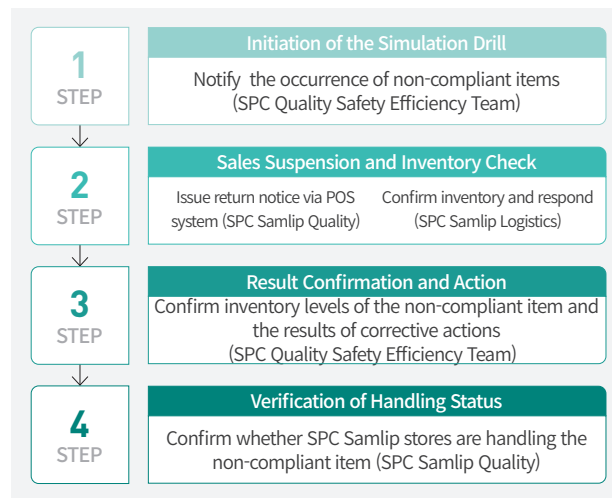 1
STEP
Initiation of the Simulation Drill
Notify the occurrence of non-compliant items
(SPC Quality Safety Efficiency Team)
2
STEP
Sales Suspension and Inventory Check
Issue return notice via POS
system (SPC Samlip Quality)
Confirm inventory and respond
(SPC Samlip Logistics)
3
STEP
Result Confirmation and Action
Confirm inventory levels of the non-compliant item and
the results of corrective actions
(SPC Quality Safety Efficiency Team)
4
STEP
Verification of Handling Status
Confirm whether SPC Samlip stores are handling the
non-compliant item (SPC Samlip Quality)